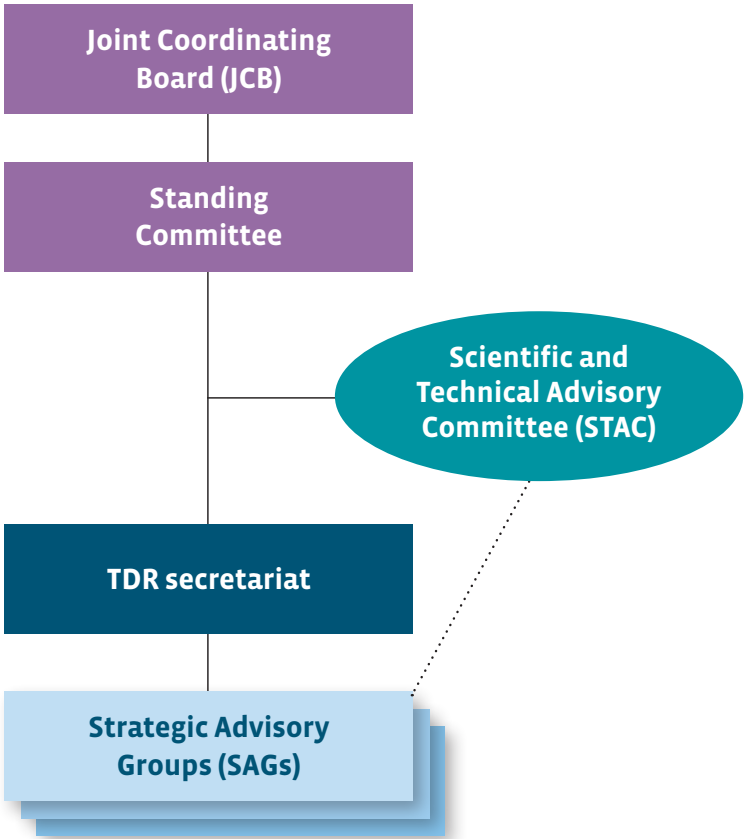 Joint Coordinating
Board (JCB)
Standing
Committee
Scientific and
Technical Advisory
Committee (STAC)
TDR secretariat
Strategic Advisory
Groups (SAGs)